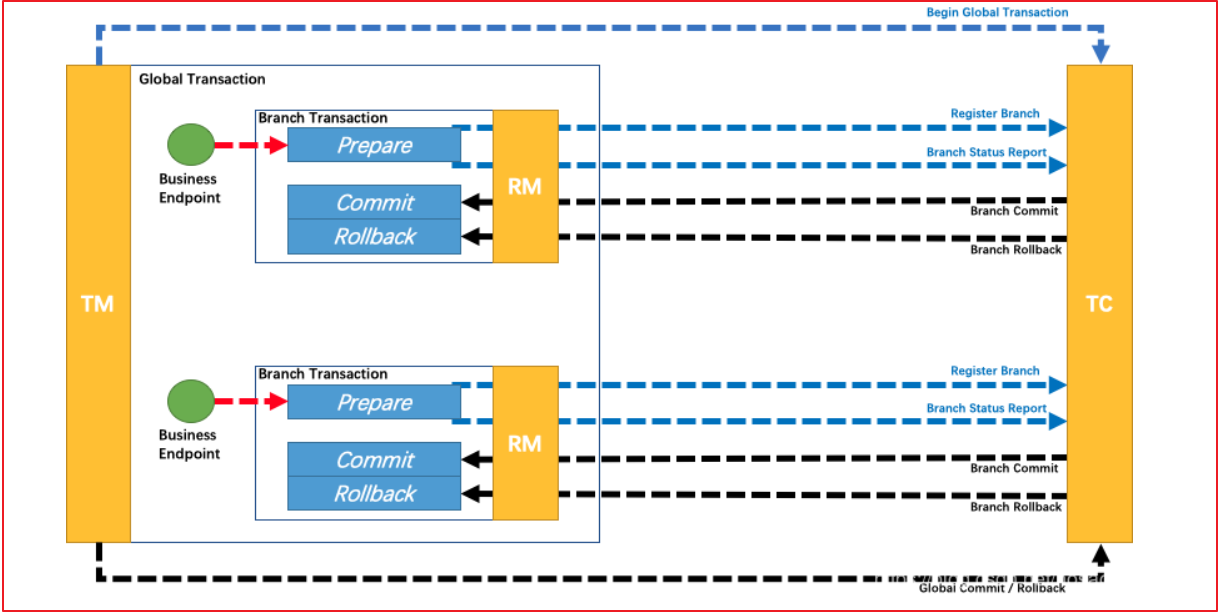 Begin Global Transaction
Global Transaction
Branch Transaction
Prepare
Register Branch
Branch Status Report
Business
Endpoint
RM
Commit
Branch Commit
Rollback
Branch Rollback
TM
TC
Branch Transaction
Prepare
Register Branch
Branch Status Report
Business
Endpoint
RM
Commit
Branch Commit
Rollback
Branch Rollback
Global Commit / Rollback